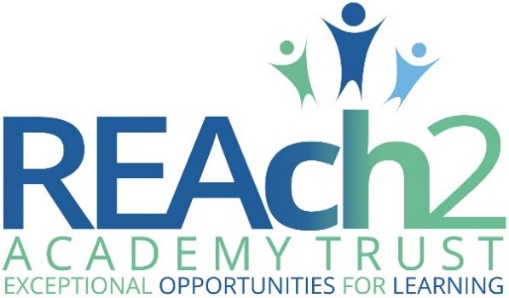 REAch2
ACADEMY TRUST
EXCEPTIONAL OPPORTUNITIES FOR LEARNING